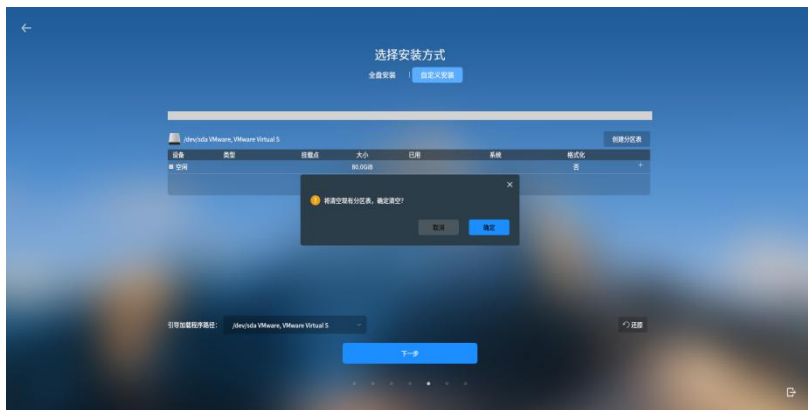 选择安装方式
全盘安装 | 自定义安装
/dev/sda VMware, VMware Virtual S 创建分区表
设备 类型 挂载点 大小 已用 系统 格式化
空闲 80.0GiB 否 +
将清空现有分区表，确定清空?
取消 确定
引导加载程序路径: /dev/sda VMware, VMware Virtual S 还原
下一步